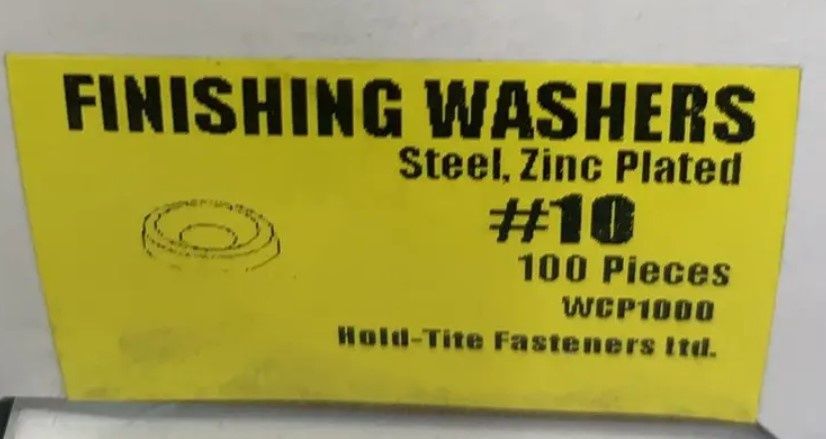 FINISHING WASHERS
Steel, Zinc Plated
#10
100 Pieces
WCP1000
Hold-Tite Fasteners Ltd.